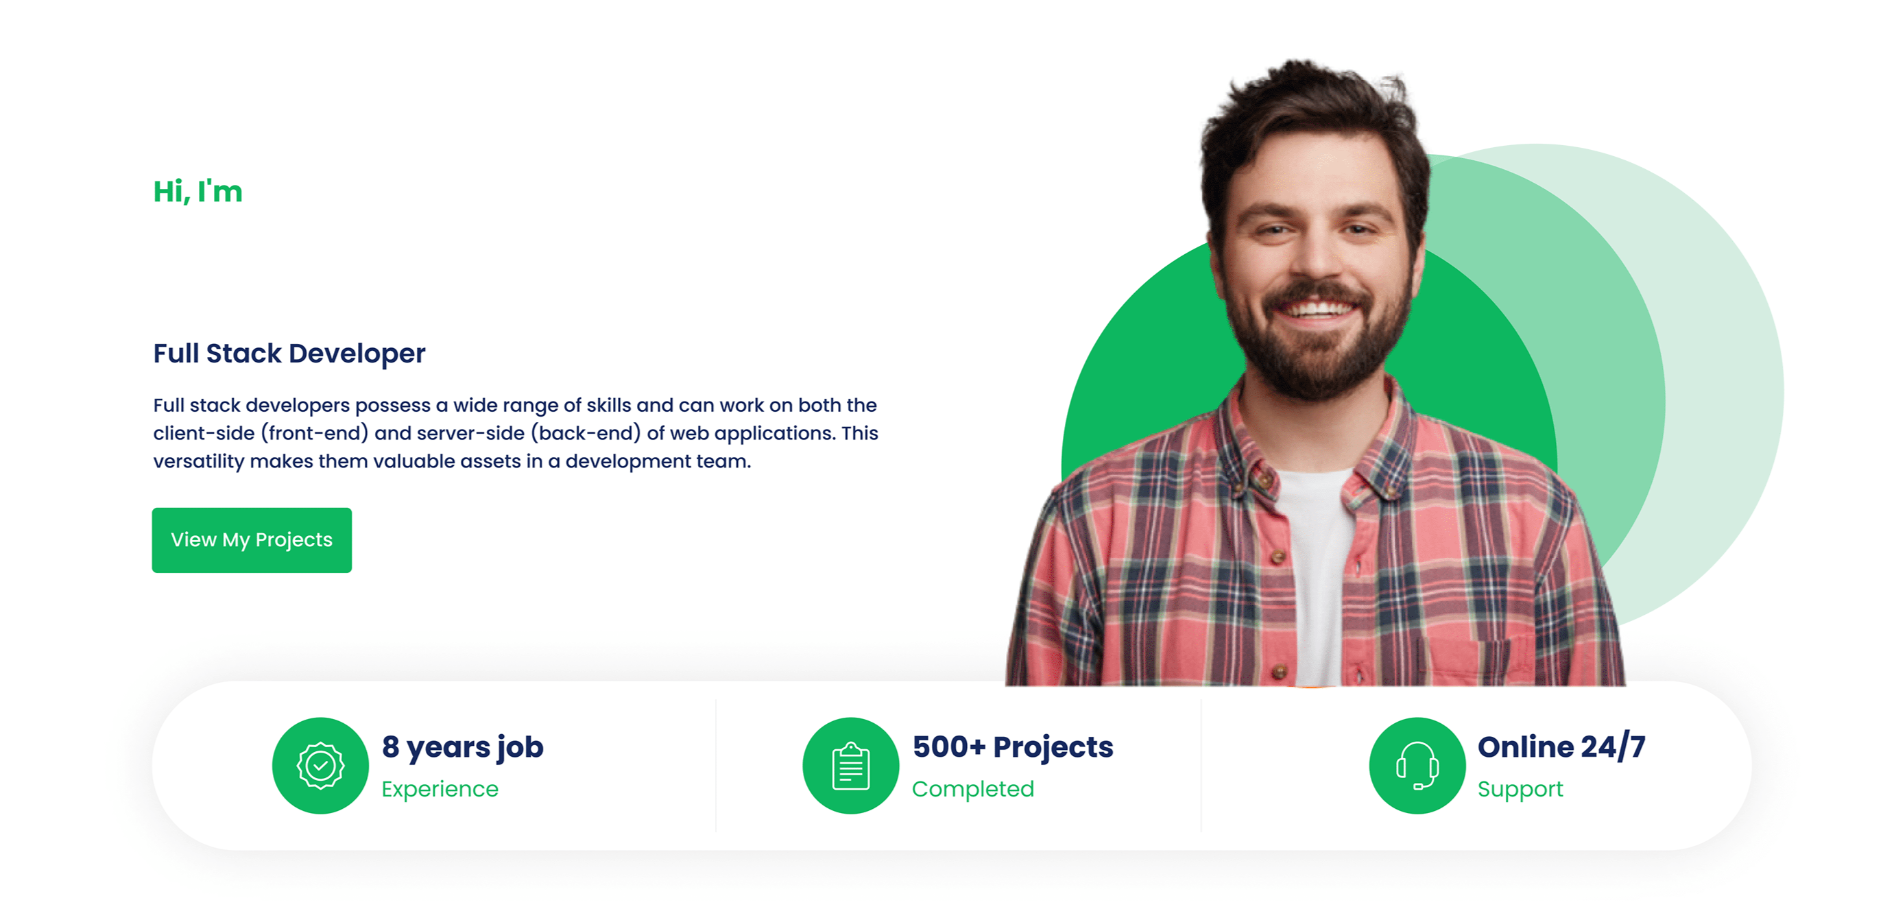 Hi, I'm
Full Stack Developer
Full stack developers possess a wide range of skills and can work on both the
client-side (front-end) and server-side (back-end) of web applications. This
versatility makes them valuable assets in a development team.
View My Projects
8 years job
Experience
500+ Projects
Completed
Online 24/7
Support